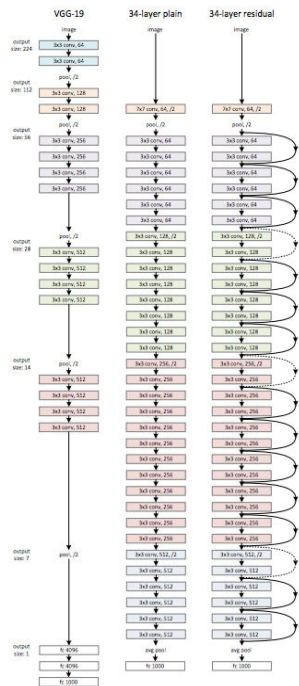 output
size: 224
output
size: 112
output
size: 56
output
size: 28
output
size: 14
output
size: 7
output
size: 1
VGG-19
image
3x3 conv, 64
3x3 conv, 64
pool, /2
3x3 conv, 128
3x3 conv, 128
pool, /2
3x3 conv, 256
3x3 conv, 256
3x3 conv, 256
3x3 conv, 256
pool, /2
3x3 conv, 512
3x3 conv, 512
3x3 conv, 512
3x3 conv, 512
pool, /2
3x3 conv, 512
3x3 conv, 512
3x3 conv, 512
3x3 conv, 512
pool, /2
fc 4096
fc 4096
fc 1000
34-layer plain
image
7x7 conv, 64, /2
pool, /2
3x3 conv, 64
3x3 conv, 64
3x3 conv, 64
3x3 conv, 64
3x3 conv, 64
3x3 conv, 64
3x3 conv, 128, /2
3x3 conv, 128
3x3 conv, 128
3x3 conv, 128
3x3 conv, 128
3x3 conv, 128
3x3 conv, 128
3x3 conv, 128
3x3 conv, 256, /2
3x3 conv, 256
3x3 conv, 256
3x3 conv, 256
3x3 conv, 256
3x3 conv, 256
3x3 conv, 256
3x3 conv, 256
3x3 conv, 256
3x3 conv, 256
3x3 conv, 256
3x3 conv, 256
3x3 conv, 512, /2
3x3 conv, 512
3x3 conv, 512
3x3 conv, 512
3x3 conv, 512
3x3 conv, 512
avg pool
fc 1000
34-layer residual
image
7x7 conv, 64, /2
pool, /2
3x3 conv, 64
3x3 conv, 64
3x3 conv, 64
3x3 conv, 64
3x3 conv, 64
3x3 conv, 64
3x3 conv, 128, /2
3x3 conv, 128
3x3 conv, 128
3x3 conv, 128
3x3 conv, 128
3x3 conv, 128
3x3 conv, 128
3x3 conv, 128
3x3 conv, 256, /2
3x3 conv, 256
3x3 conv, 256
3x3 conv, 256
3x3 conv, 256
3x3 conv, 256
3x3 conv, 256
3x3 conv, 256
3x3 conv, 256
3x3 conv, 256
3x3 conv, 256
3x3 conv, 256
3x3 conv, 512, /2
3x3 conv, 512
3x3 conv, 512
3x3 conv, 512
3x3 conv, 512
3x3 conv, 512
avg pool
fc 1000